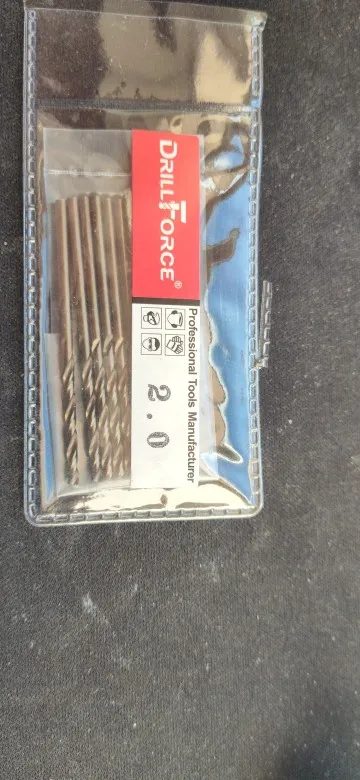 DRILLFORCE®
Professional Tools Manufacturer
2.0